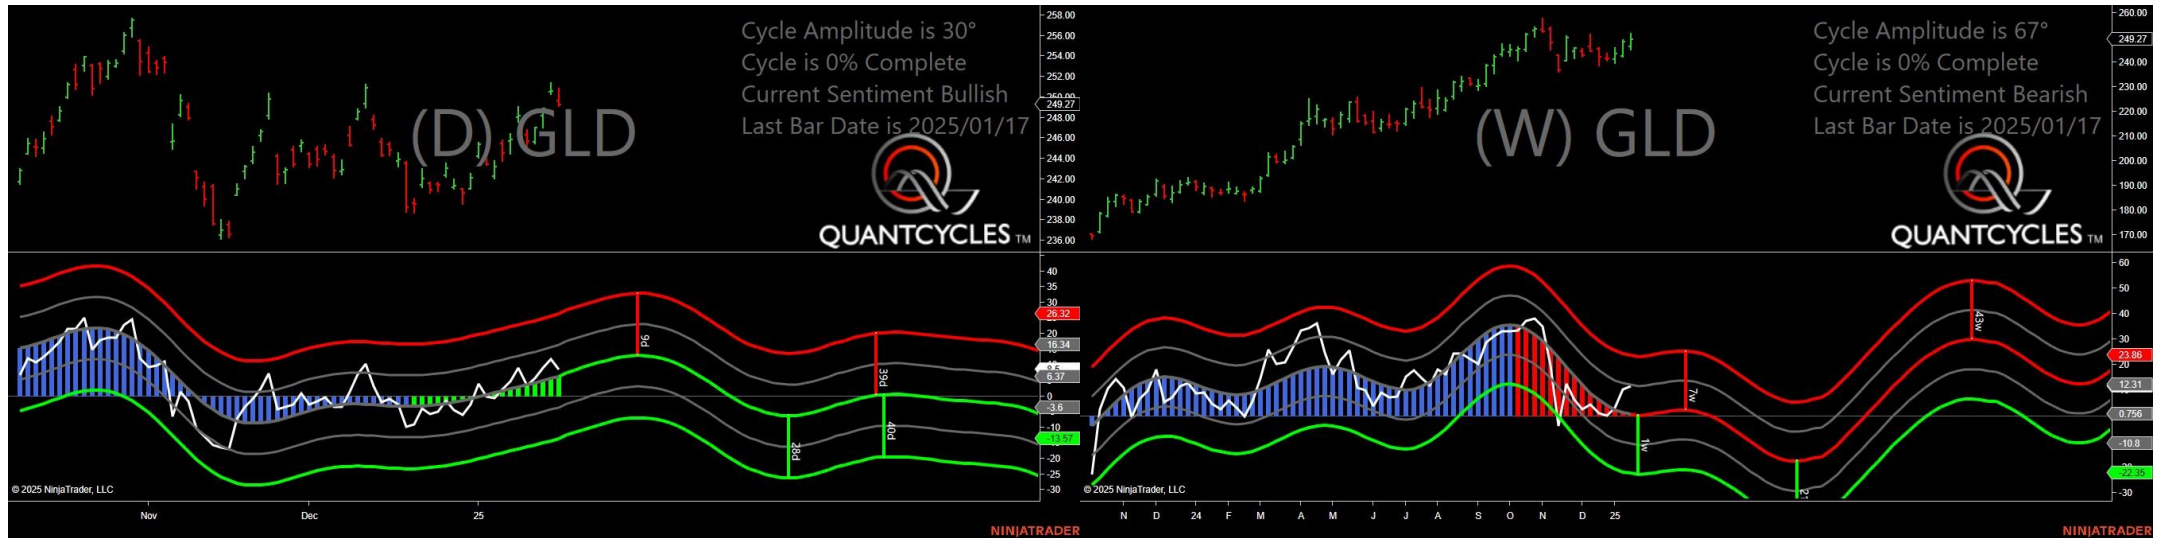 Cycle Amplitude is 30°
Cycle is 0% Complete
Current Sentiment Bullish
Last Bar Date is 2025/01/17
(D) GLD
QUANTCYCLES TM
258.00
256.00
254.00
252.00
249.27
248.00
246.00
244.00
242.00
240.00
238.00
236.00
40
35
30
26.32
20
16.34
6.37
0
-3.6
-10
-13.57
-20
-25
-30
9d
28d
39d
40d
© 2025 NinjaTrader, LLC
Nov
Dec
25
NINJATRADER
Cycle Amplitude is 67°
Cycle is 0% Complete
Current Sentiment Bearish
Last Bar Date is 2025/01/17
(W) GLD
QUANTCYCLES TM
260.00
249.27
240.00
230.00
220.00
210.00
200.00
190.00
180.00
170.00
60
50
40
30
23.86
20
12.31
0.756
-10.8
-22.35
-30
1w
7w
43w
© 2025 NinjaTrader, LLC
N D 24 F M A M J J A S O N D 25
NINJATRADER